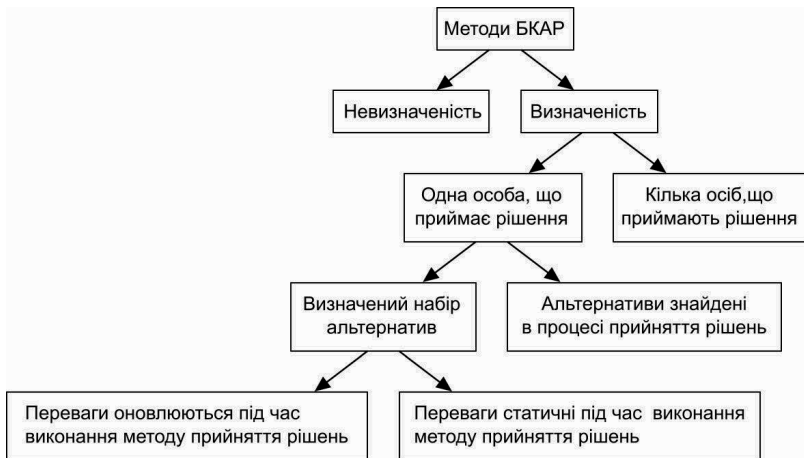 Методи БКАР
Невизначеність
Визначеність
Одна особа, що
приймає рішення
Кілька осіб,що
приймають рішення
Визначений набір
альтернатив
Альтернативи знайдені
в процесі прийняття рішень
Переваги оновлюються під час
виконання методу прийняття рішень
Переваги статичні під час виконання
методу прийняття рішень